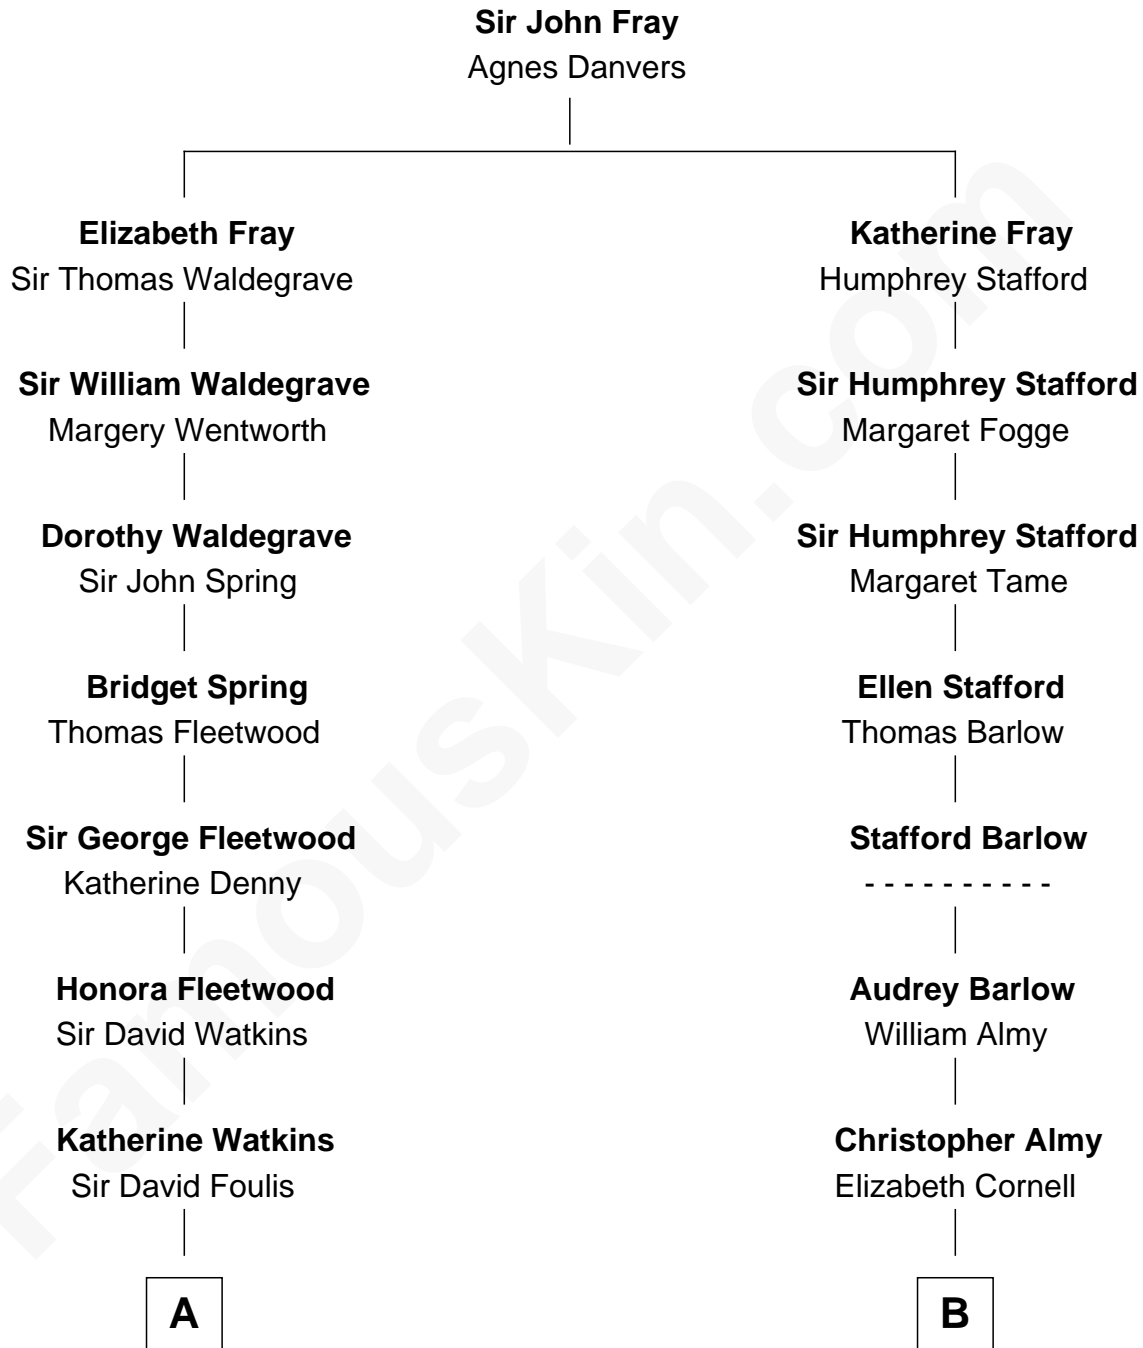 Sir John Fray
Agnes Danvers
Elizabeth Fray
Sir Thomas Waldegrave
Katherine Fray
Humphrey Stafford
Sir William Waldegrave
Margery Wentworth
Sir Humphrey Stafford
Margaret Fogge
Dorothy Waldegrave
Sir John Spring
Sir Humphrey Stafford
Margaret Tame
Bridget Spring
Thomas Fleetwood
Ellen Stafford
Thomas Barlow
Sir George Fleetwood
Katherine Denny
Stafford Barlow
- - - - - - - - - -
Honora Fleetwood
Sir David Watkins
Audrey Barlow
William Almy
Katherine Watkins
Sir David Foulis
Christopher Almy
Elizabeth Cornell
A
B
FamousKin.com